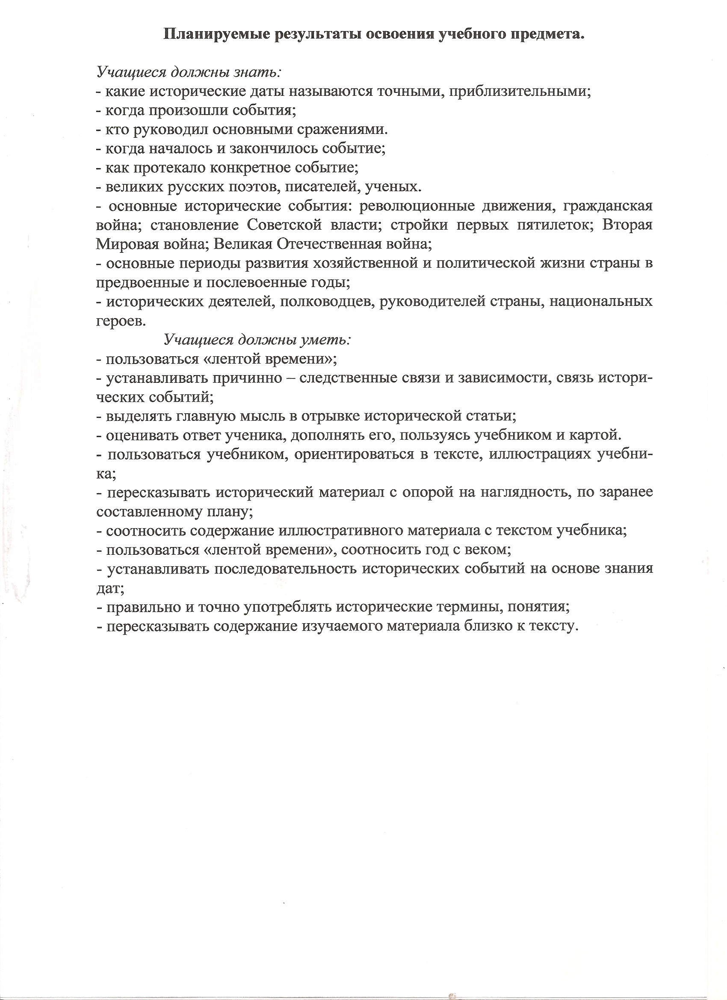 Планируемые результаты освоения учебного предмета.
Учащиеся должны знать:
- какие исторические даты называются точными, приблизительными;
- когда произошли события;
- кто руководил основными сражениями.
- когда началось и закончилось событие;
- как протекало конкретное событие;
- великих русских поэтов, писателей, ученых.
- основные исторические события: революционные движения, гражданская
война; становление Советской власти; стройки первых пятилеток; Вторая
Мировая война; Великая Отечественная война;
- основные периоды развития хозяйственной и политической жизни страны в
предвоенные и послевоенные годы;
- исторических деятелей, полководцев, руководителей страны, национальных
героев.
Учащиеся должны уметь:
- пользоваться «лентой времени»;
- устанавливать причинно – следственные связи и зависимости, связь истори-
ческих событий;
- выделять главную мысль в отрывке исторической статьи;
- оценивать ответ ученика, дополнять его, пользуясь учебником и картой.
- пользоваться учебником, ориентироваться в тексте, иллюстрациях учебни-
ка;
- пересказывать исторический материал с опорой на наглядность, по заранее
составленному плану;
- соотносить содержание иллюстративного материала с текстом учебника;
- пользоваться «лентой времени», соотносить год с веком;
- устанавливать последовательность исторических событий на основе знания
дат;
- правильно и точно употреблять исторические термины, понятия;
- пересказывать содержание изучаемого материала близко к тексту.